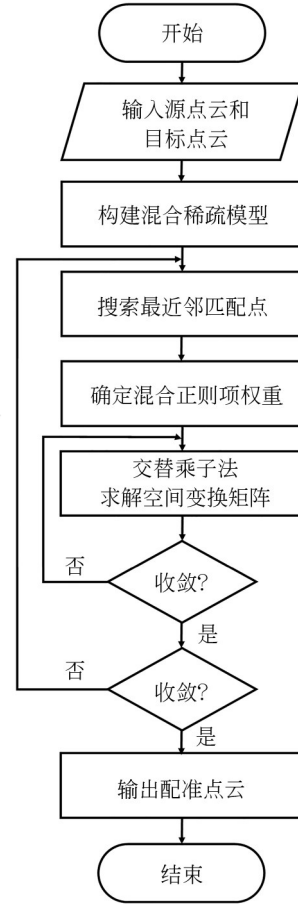 开始
输入源点云和
目标点云
构建混合稀疏模型
搜索最近邻匹配点
确定混合正则项权重
交替乘子法
求解空间变换矩阵
否
收敛?
是
否
收敛?
是
输出配准点云
结束